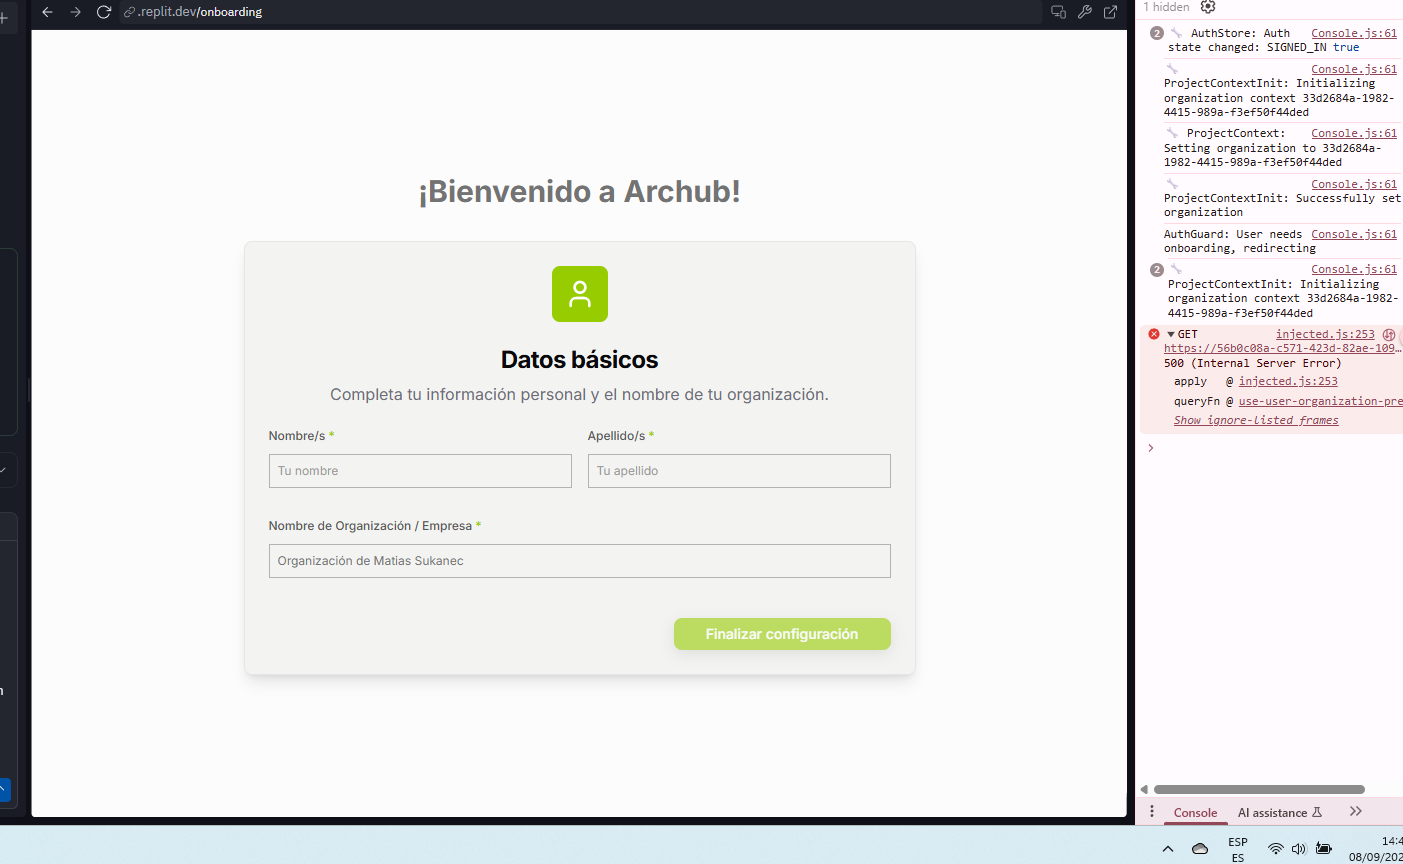 .replit.dev/onboarding
¡Bienvenido a Archub!
Datos básicos
Completa tu información personal y el nombre de tu organización.
Nombre/s *
Apellido/s *
Tu nombre
Tu apellido
Nombre de Organización / Empresa *
Organización de Matias Sukanec
Finalizar configuración
1 hidden
2 AuthStore: Auth Console.js:61
state changed: SIGNED_IN true
Console.js:61
ProjectContextInit: Initializing
organization context 33d2684a-1982-
4415-989a-f3ef50f44ded
ProjectContext: Console.js:61
Setting organization to 33d2684a-
1982-4415-989a-f3ef50f44ded
Console.js:61
ProjectContextInit: Successfully set
organization
AuthGuard: User needs Console.js:61
onboarding, redirecting
2 Console.js:61
ProjectContextInit: Initializing
organization context 33d2684a-1982-
4415-989a-f3ef50f44ded
GET injected.js:253
https://56b0c08a-c571-423d-82ae-109…
500 (Internal Server Error)
apply @ injected.js:253
queryFn @ use-user-organization-pre
Show ignore-listed frames
Console
AI assistance
ESP
ES
14:4
08/09/202